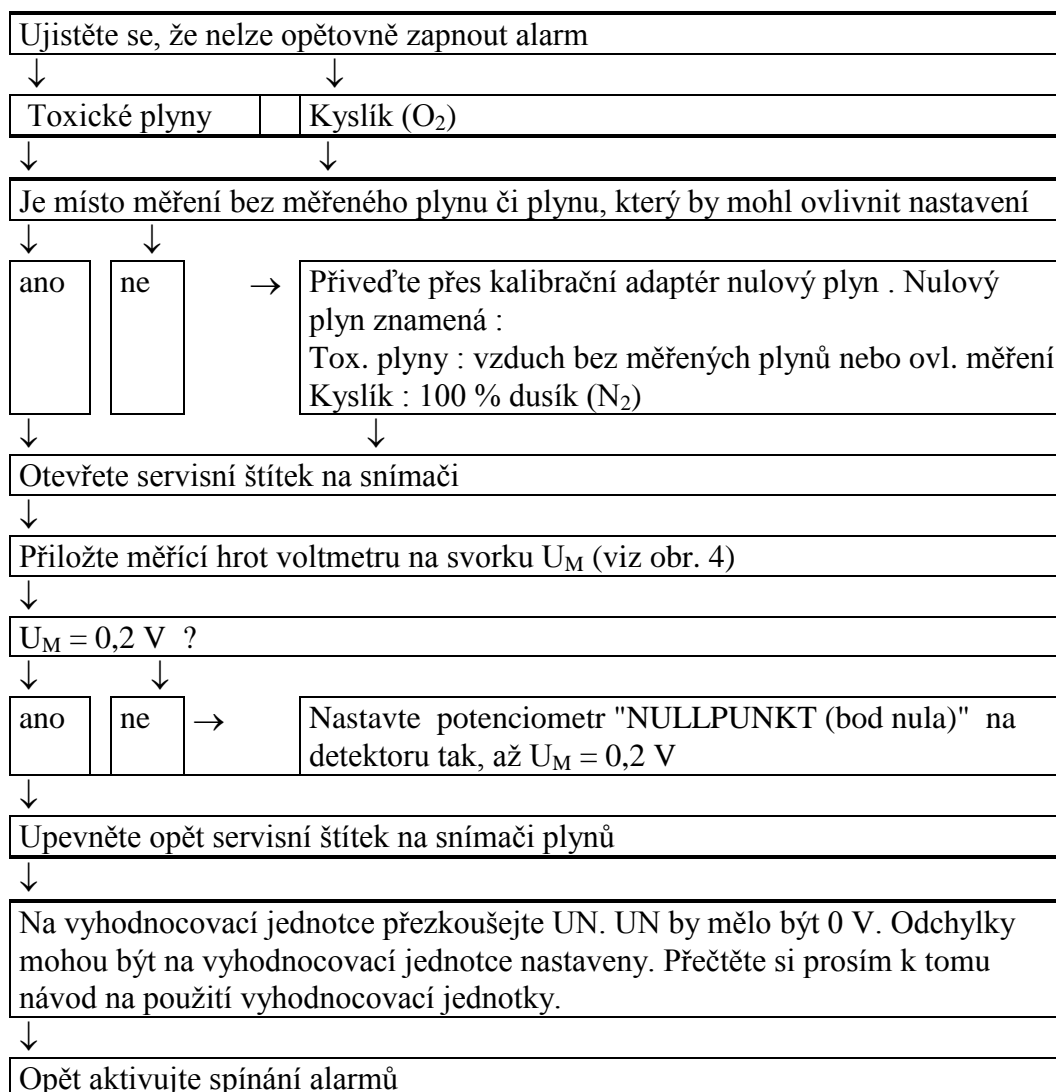 Ujistěte se, že nelze opětovně zapnout alarm
↓ ↓
Toxické plyny Kyslík (O₂)
↓ ↓
Je místo měření bez měřeného plynu či plynu, který by mohl ovlivnit nastavení
↓ ↓
ano ne → Přiveďte přes kalibrační adaptér nulový plyn . Nulový
plyn znamená :
Tox. plyny : vzduch bez měřených plynů nebo ovl. měření
Kyslík : 100 % dusík (N₂)
↓ ↓
Otevřete servisní štítek na snímači
↓
Přiložte měřící hrot voltmetru na svorku U_M (viz obr. 4)
↓
U_M = 0,2 V ?
↓ ↓
ano ne → Nastavte potenciometr "NULLPUNKT (bod nula)" na
detektoru tak, až U_M = 0,2 V
↓
Upevněte opět servisní štítek na snímači plynů
↓
Na vyhodnocovací jednotce přezkoušejte UN. UN by mělo být 0 V. Odchylky
mohou být na vyhodnocovací jednotce nastaveny. Přečtěte si prosím k tomu
návod na použití vyhodnocovací jednotky.
↓
Opět aktivujte spínání alarmů